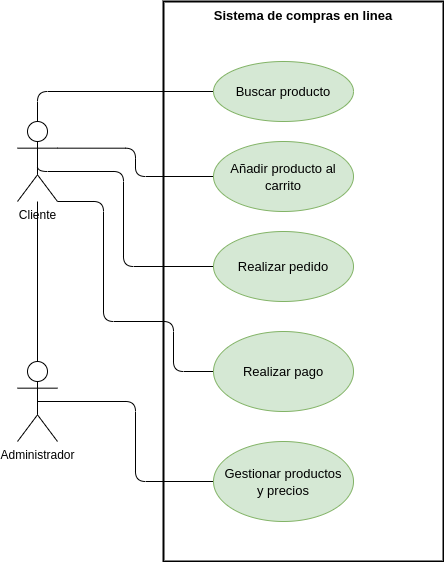 Sistema de compras en linea
Buscar producto
Añadir producto al
carrito
Cliente
Realizar pedido
Realizar pago
Administrador
Gestionar productos
y precios